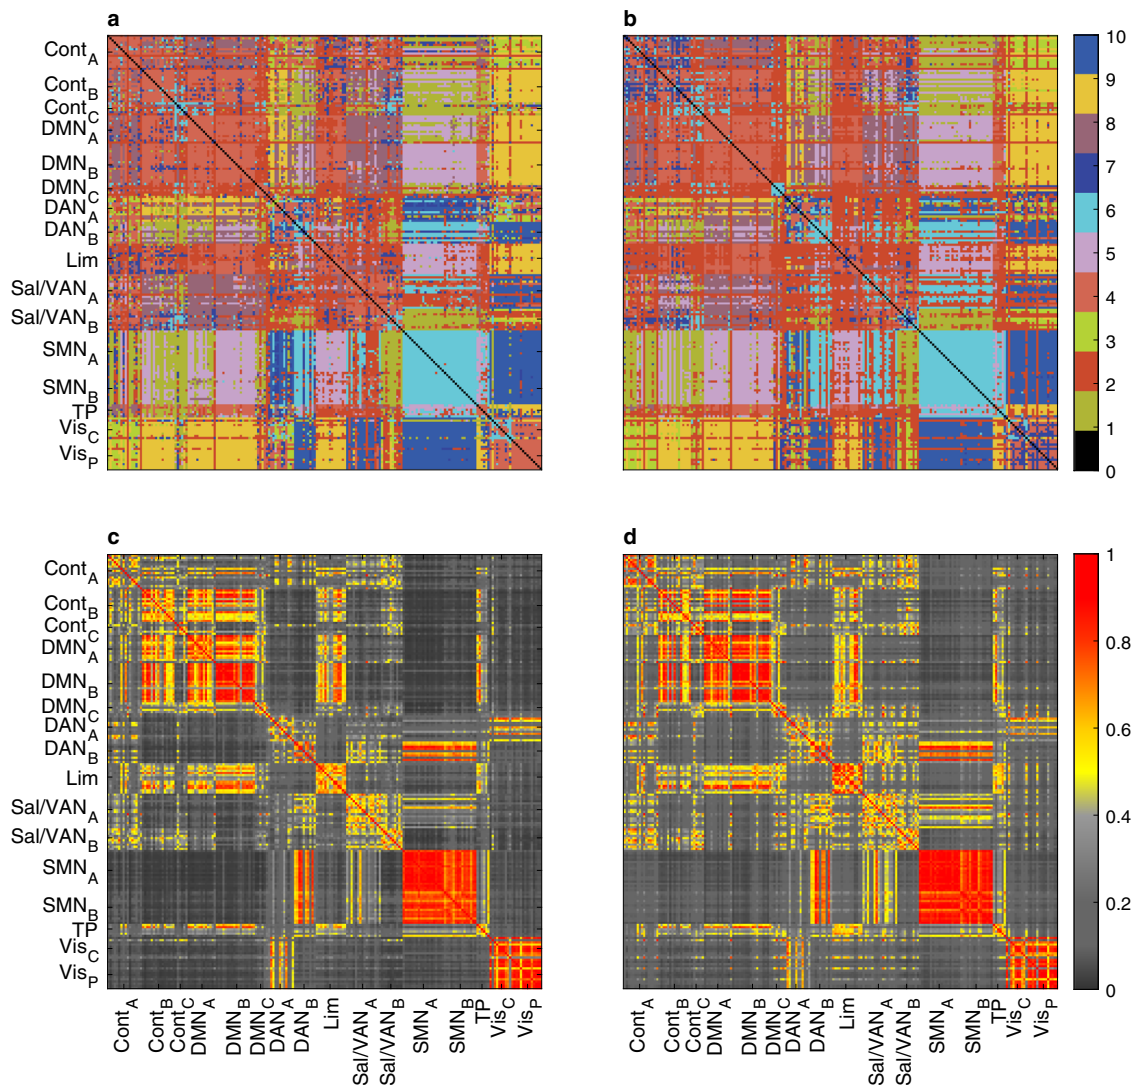 a
b
Cont_A
Cont_B
Cont_C
DMN_A
DMN_B
DMN_C
DAN_A
DAN_B
Lim
Sal/VAN_A
Sal/VAN_B
SMN_A
SMN_B
TP
Vis_C
Vis_P
10
9
8
7
6
5
4
3
2
1
0
c
d
Cont_A
Cont_B
Cont_C
DMN_A
DMN_B
DMN_C
DAN_A
DAN_B
Lim
Sal/VAN_A
Sal/VAN_B
SMN_A
SMN_B
TP
Vis_C
Vis_P
1
0.8
0.6
0.4
0.2
0
Cont_A
Cont_B
Cont_C
DMN_A
DMN_B
DMN_C
DAN_A
DAN_B
Lim
Sal/VAN_A
Sal/VAN_B
SMN_A
SMN_B
TP
Vis_C
Vis_P
Cont_A
Cont_B
Cont_C
DMN_A
DMN_B
DMN_C
DAN_A
DAN_B
Lim
Sal/VAN_A
Sal/VAN_B
SMN_A
SMN_B
TP
Vis_C
Vis_P